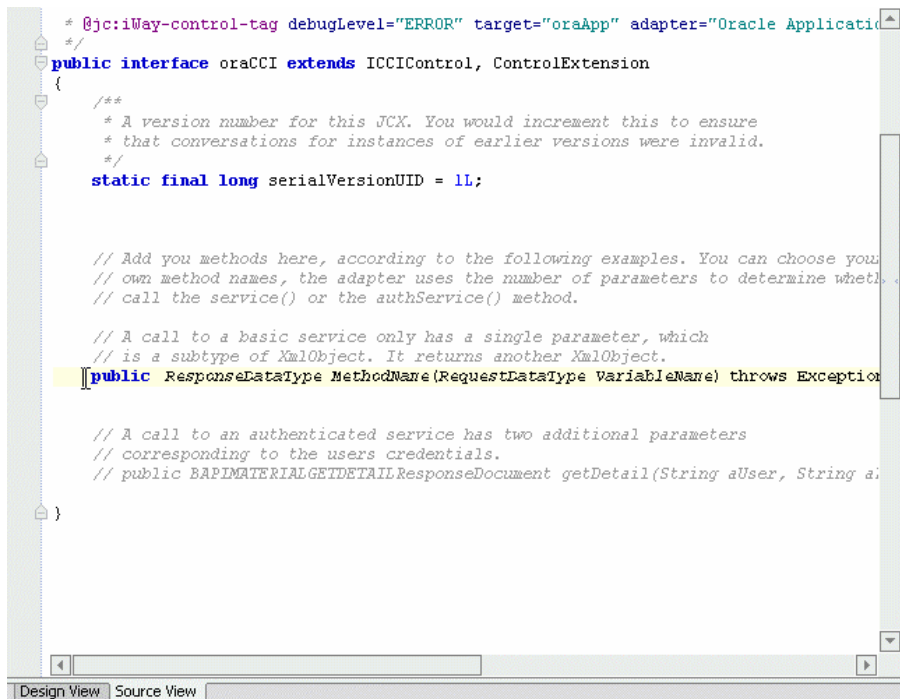 * @jc:iWay-control-tag debugLevel="ERROR" target="oraApp" adapter="Oracle Applicatio
*/
public interface oraCCI extends ICCIControl, ControlExtension
{
/**
* A version number for this JCX. You would increment this to ensure
* that conversations for instances of earlier versions were invalid.
*/
static final long serialVersionUID = 1L;
// Add you methods here, according to the following examples. You can choose you
// own method names, the adapter uses the number of parameters to determine wheth
// call the service() or the authService() method.
// A call to a basic service only has a single parameter, which
// is a subtype of XmlObject. It returns another XmlObject.
public ResponseDataType MethodName(RequestDataType VariableName) throws Exception
// A call to an authenticated service has two additional parameters
// corresponding to the users credentials.
// public BAPIMATERIALGETDETAILResponseDocument getDetail(String aUser, String a
}
Design View Source View